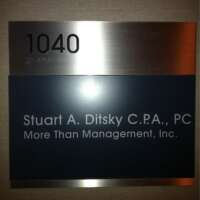 1040
Stuart A. Ditsky C.P.A., PC
More Than Management, Inc.